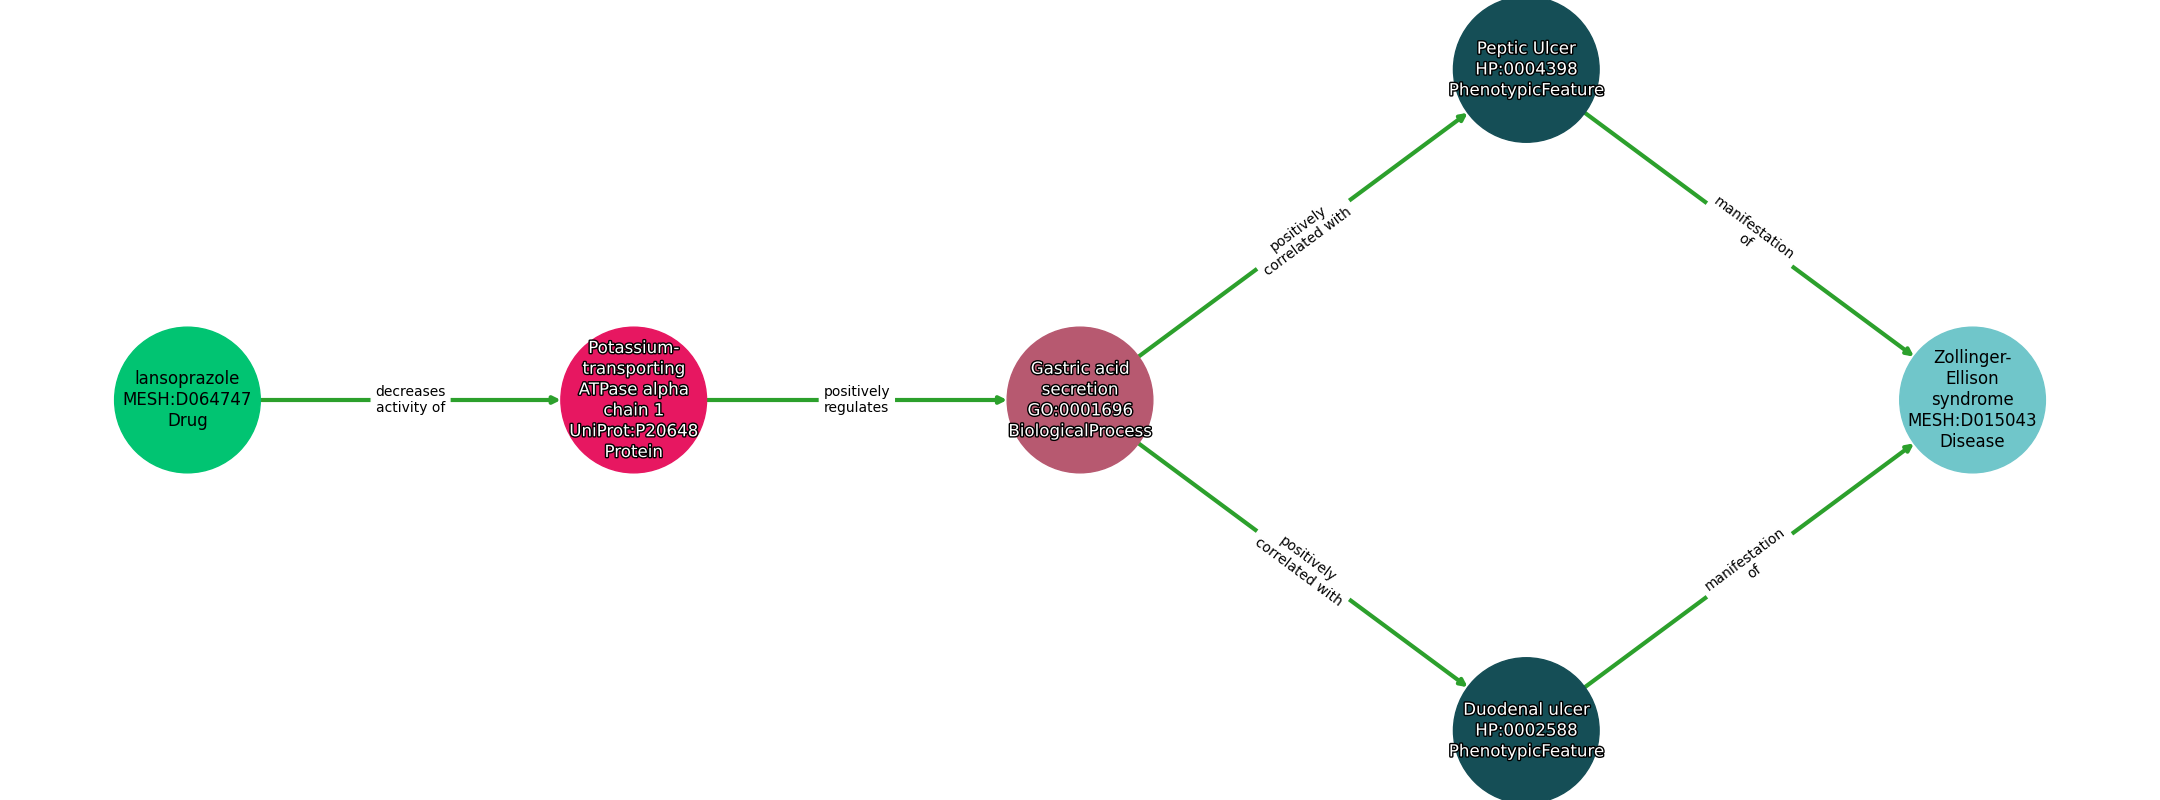 Peptic Ulcer
HP:0004398
PhenotypicFeature
positively
correlated with
manifestation
of
lansoprazole
MESH:D064747
Drug
decreases
activity of
Potassium-
transporting
ATPase alpha
chain 1
UniProt:P20648
Protein
positively
regulates
Gastric acid
secretion
GO:0001696
BiologicalProcess
Zollinger-
Ellison
syndrome
MESH:D015043
Disease
positively
correlated with
manifestation
of
Duodenal ulcer
HP:0002588
PhenotypicFeature